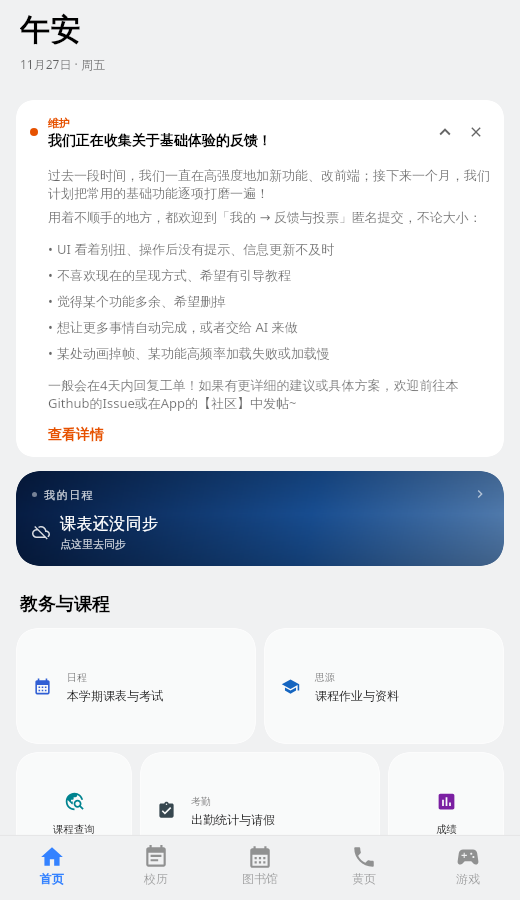 午安
11月27日 · 周五
维护
我们正在收集关于基础体验的反馈！
过去一段时间，我们一直在高强度地加新功能、改前端；接下来一个月，我们
计划把常用的基础功能逐项打磨一遍！
用着不顺手的地方，都欢迎到「我的 → 反馈与投票」匿名提交，不论大小：
• UI 看着别扭、操作后没有提示、信息更新不及时
• 不喜欢现在的呈现方式、希望有引导教程
• 觉得某个功能多余、希望删掉
• 想让更多事情自动完成，或者交给 AI 来做
• 某处动画掉帧、某功能高频率加载失败或加载慢
一般会在4天内回复工单！如果有更详细的建议或具体方案，欢迎前往本
Github的Issue或在App的【社区】中发帖~
查看详情
我的日程
课表还没同步
点这里去同步
教务与课程
日程
本学期课表与考试
思源
课程作业与资料
课程查询
考勤
出勤统计与请假
成绩
首页
校历
图书馆
黄页
游戏